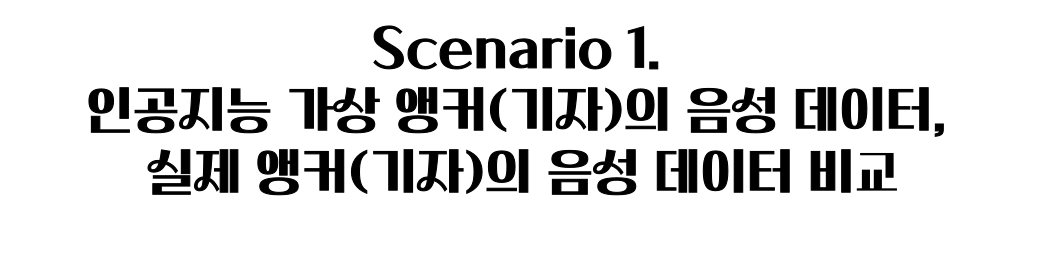 Scenario 1.
인공지능 가상 앵커(기자)의 음성 데이터,
실제 앵커(기자)의 음성 데이터 비교